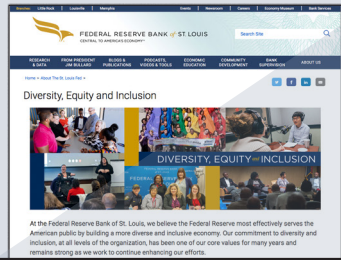 Branches Little Rock Louisville Memphis Events Newsroom Careers Economy Museum Bank Services
FEDERAL RESERVE BANK of ST. LOUIS
CENTRAL TO AMERICA'S ECONOMY®
Search Site
RESEARCH & DATA
FROM PRESIDENT JIM BULLARD
BLOGS & PUBLICATIONS
PODCASTS, VIDEOS & TOOLS
ECONOMIC EDUCATION
COMMUNITY DEVELOPMENT
BANK SUPERVISION
ABOUT US
Home > About The St. Louis Fed >
Diversity, Equity and Inclusion
DIVERSITY, EQUITY and INCLUSION
At the Federal Reserve Bank of St. Louis, we believe the Federal Reserve most effectively serves the
American public by building a more diverse and inclusive economy. Our commitment to diversity and
inclusion, at all levels of the organization, has been one of our core values for many years and
remains strong as we work to continue enhancing our efforts.